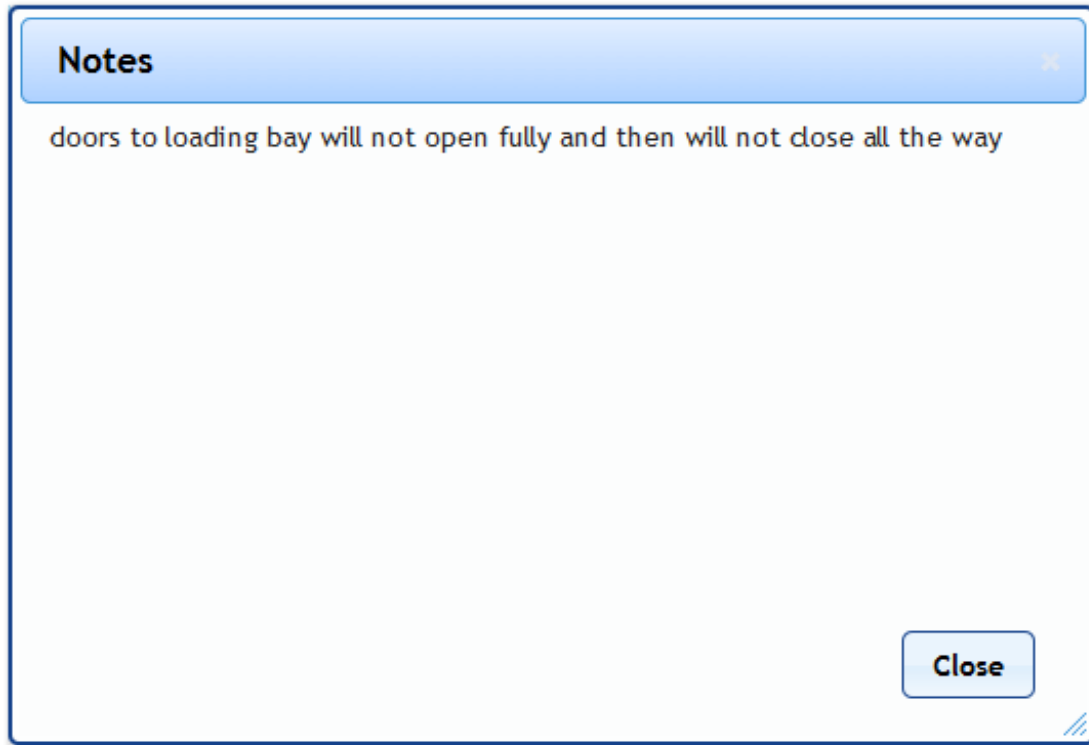 Notes
doors to loading bay will not open fully and then will not close all the way
Close